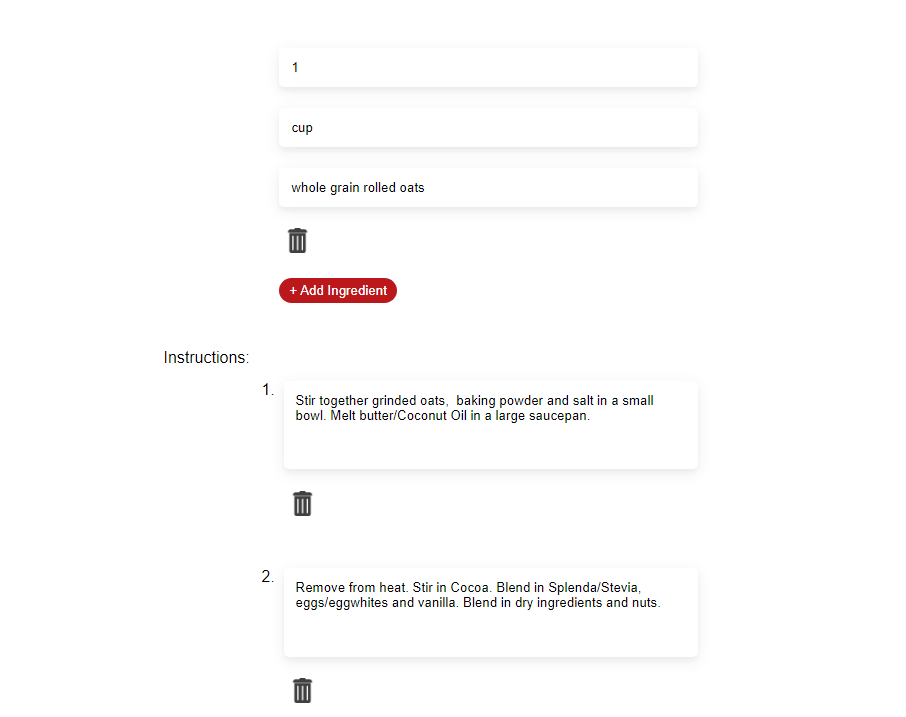 1
cup
whole grain rolled oats
+ Add Ingredient
Instructions:
1.
Stir together grinded oats,  baking powder and salt in a small
bowl. Melt butter/Coconut Oil in a large saucepan.
2.
Remove from heat. Stir in Cocoa. Blend in Splenda/Stevia,
eggs/eggwhites and vanilla. Blend in dry ingredients and nuts.